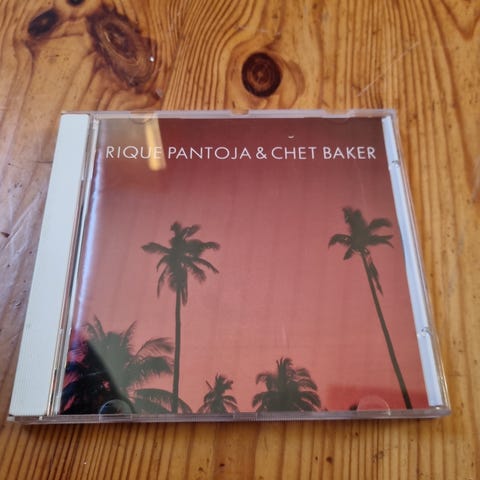 RIQUE PANTOJA & CHET BAKER